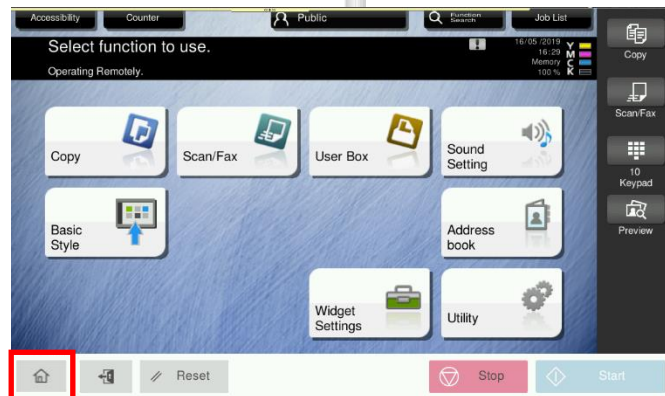 Accessibility
Counter
Public
Function
Search
Job List
Select function to use.
Operating Remotely.
16/05 /2019
16:29
Memory
100 %
Y
M
C
K
Copy
Scan/Fax
10
Keypad
Preview
Copy
Scan/Fax
User Box
Sound
Setting
Basic
Style
Address
book
Widget
Settings
Utility
Reset
Stop
Start